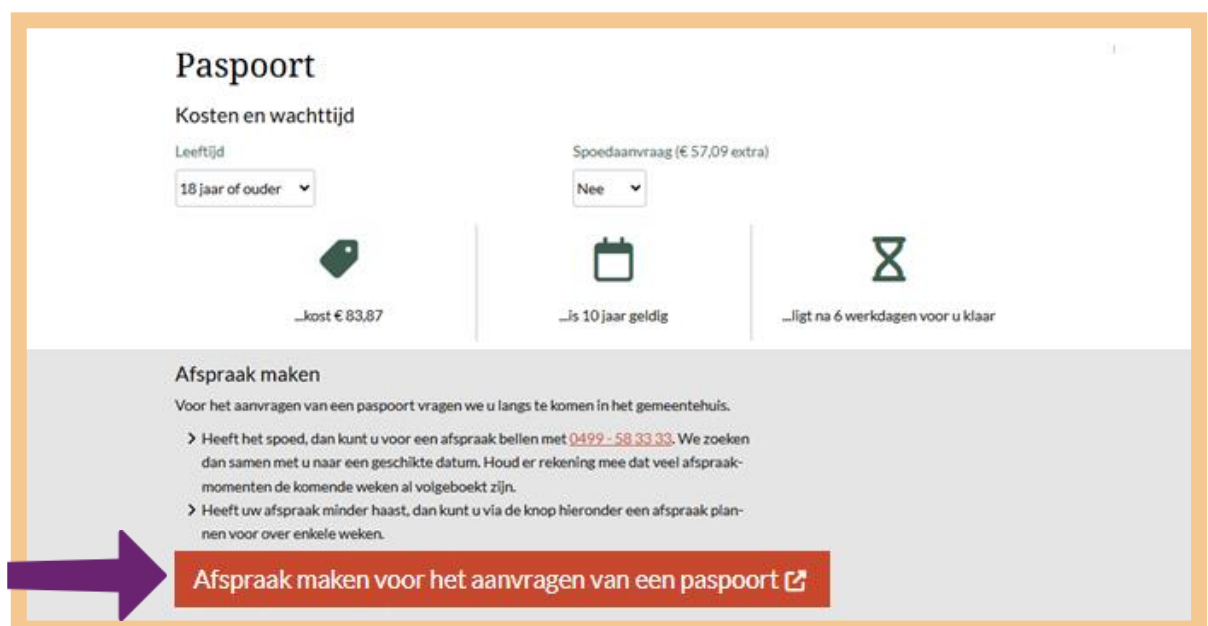 Paspoort
Kosten en wachttijd
Leeftijd
Spoedaanvraag (€ 57,09 extra)
18 jaar of ouder
Nee
...kost € 83,87
...is 10 jaar geldig
...ligt na 6 werkdagen voor u klaar
Afspraak maken
Voor het aanvragen van een paspoort vragen we u langs te komen in het gemeentehuis.
Heeft het spoed, dan kunt u voor een afspraak bellen met 0499 - 58 33 33. We zoeken
dan samen met u naar een geschikte datum. Houd er rekening mee dat veel afspraak-
momenten de komende weken al volgeboekt zijn.
Heeft uw afspraak minder haast, dan kunt u via de knop hieronder een afspraak plan-
nen voor over enkele weken.
Afspraak maken voor het aanvragen van een paspoort